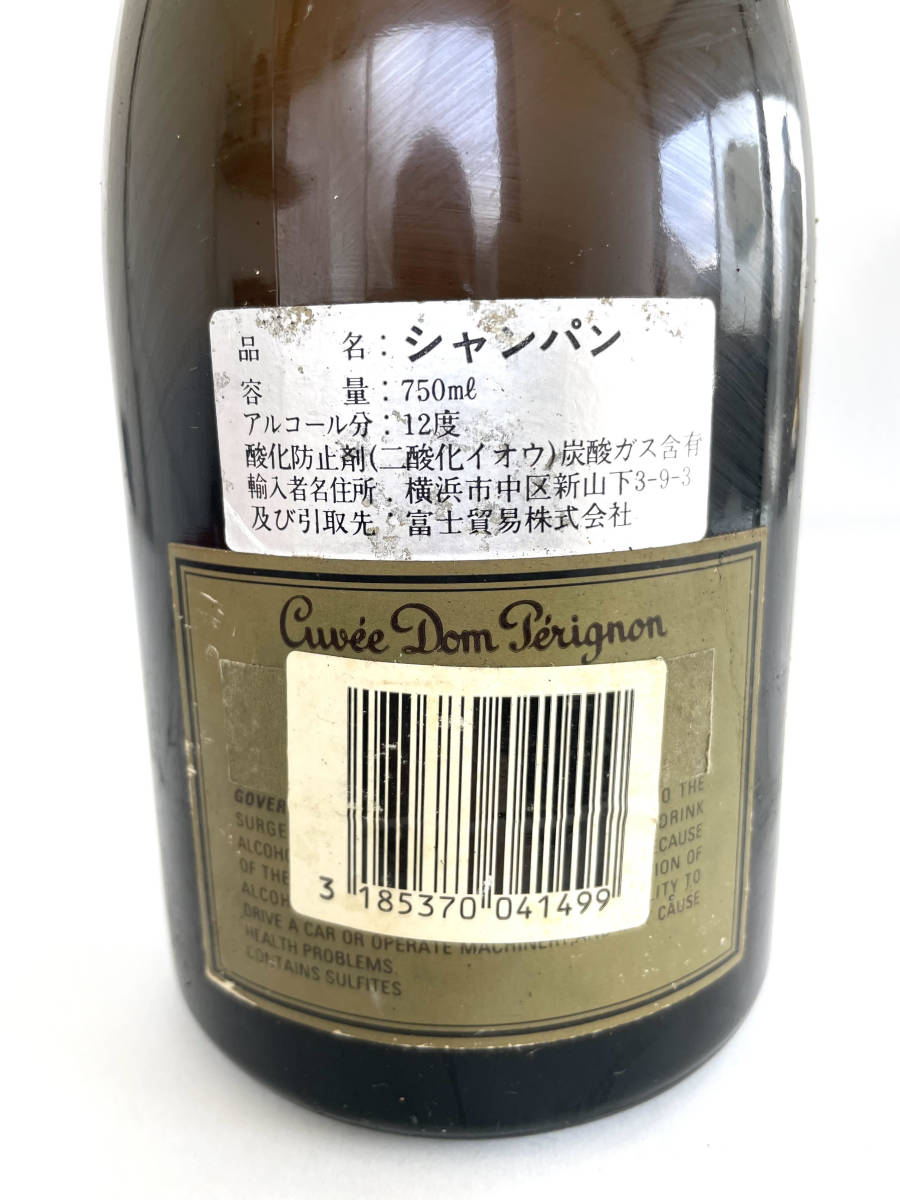 品 名：シャンパン
容 量：750mℓ
アルコール分：12度
酸化防止剤(二酸化イオウ)炭酸ガス含有
輸入者名住所．横浜市中区新山下3-9-3
及び引取先：富士貿易株式会社
Cuvée Dom Pérignon
GOVER O THE
SURGE DRINK
ALCOHO ECAUSE
OF THE TION OF
ALCOH LITY TO
DRIVE A CAR OR OPERATE MACHINERY AND CAUSE
HEALTH PROBLEMS.
CONTAINS SULFITES
3 185370 041499